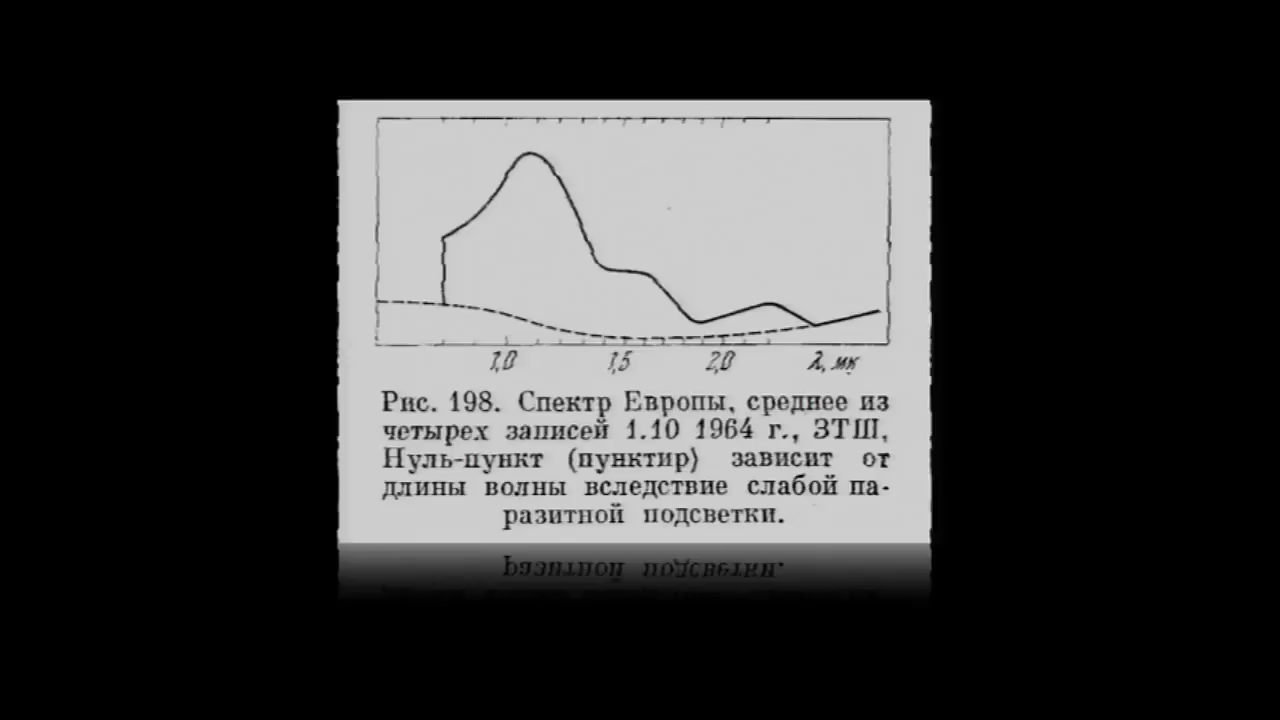 1,0 1,5 2,0 λ, мк
Рис. 198. Спектр Европы, среднее из
четырех записей 1.10 1964 г., ЗТШ,
Нуль-пункт (пунктир) зависит от
длины волны вследствие слабой па-
разитной подсветки.